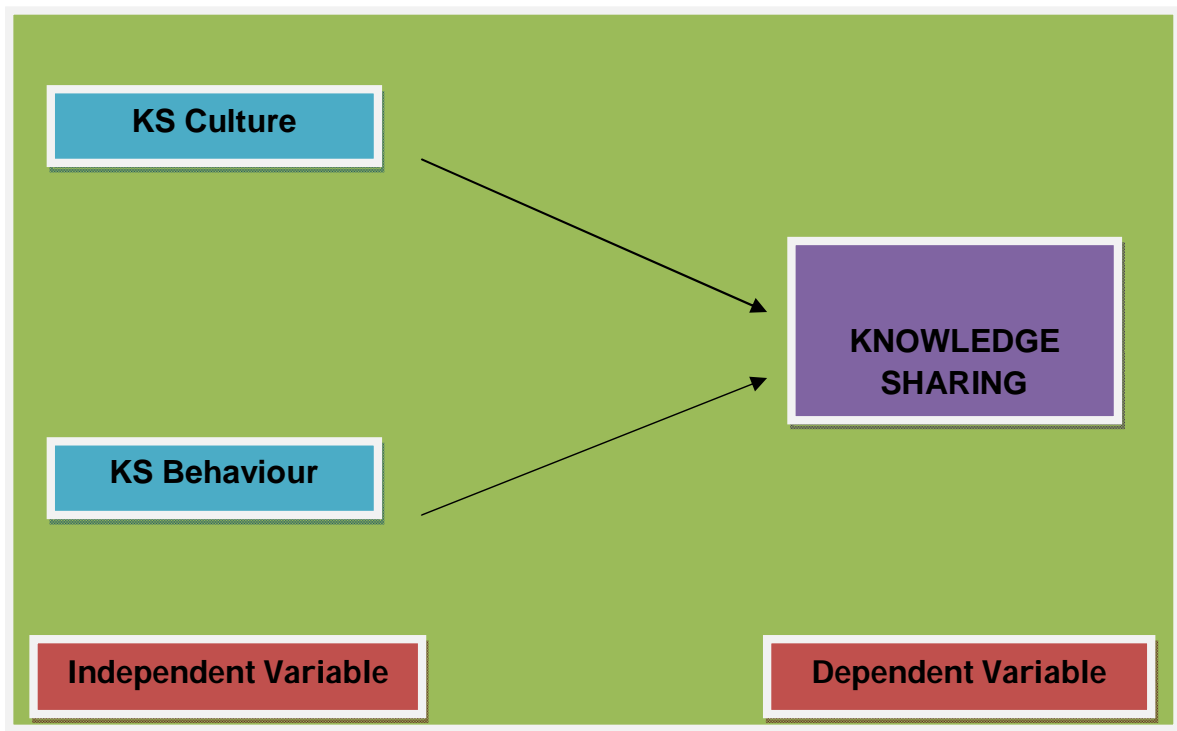 KS Culture
KNOWLEDGE
SHARING
KS Behaviour
Independent Variable
Dependent Variable